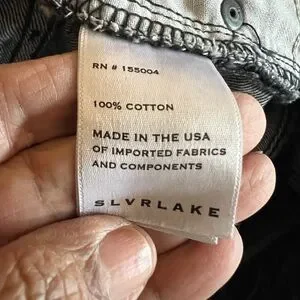 RN # 155004
100% COTTON
MADE IN THE USA
OF IMPORTED FABRICS
AND COMPONENTS
SLVRLAKE